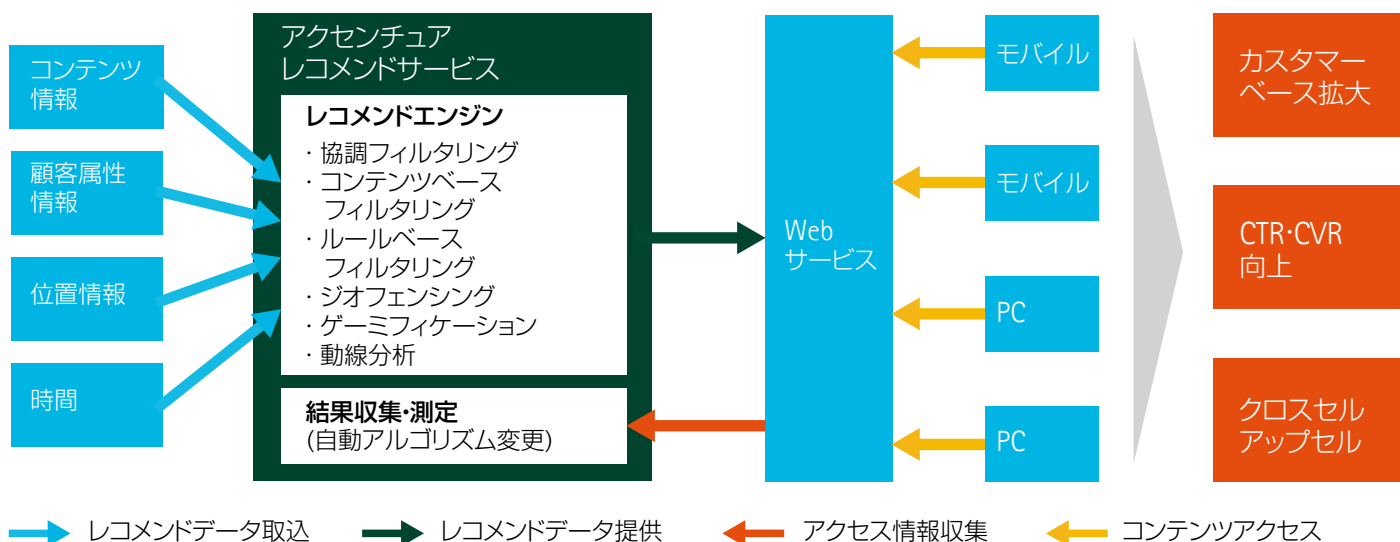 コンテンツ
情報
顧客属性
情報
位置情報
時間
アクセンチュア
レコメンドサービス
レコメンドエンジン
・協調フィルタリング
・コンテンツベース
フィルタリング
・ルールベース
フィルタリング
・ジオフェンシング
・ゲーミフィケーション
・動線分析
結果収集・測定
(自動アルゴリズム変更)
Web
サービス
モバイル
モバイル
PC
PC
カスタマー
ベース拡大
CTR・CVR
向上
クロスセル
アップセル
レコメンドデータ取込
レコメンドデータ提供
アクセス情報収集
コンテンツアクセス